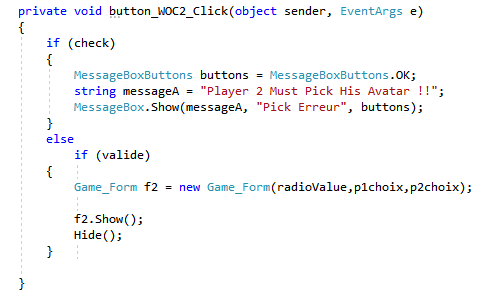 private void button_WOC2_Click(object sender, EventArgs e)
{
if (check)
{
MessageBoxButtons buttons = MessageBoxButtons.OK;
string messageA = "Player 2 Must Pick His Avatar !!";
MessageBox.Show(messageA, "Pick Erreur", buttons);
}
else
if (valide)
{
Game_Form f2 = new Game_Form(radioValue,p1choix,p2choix);
f2.Show();
Hide();
}
}